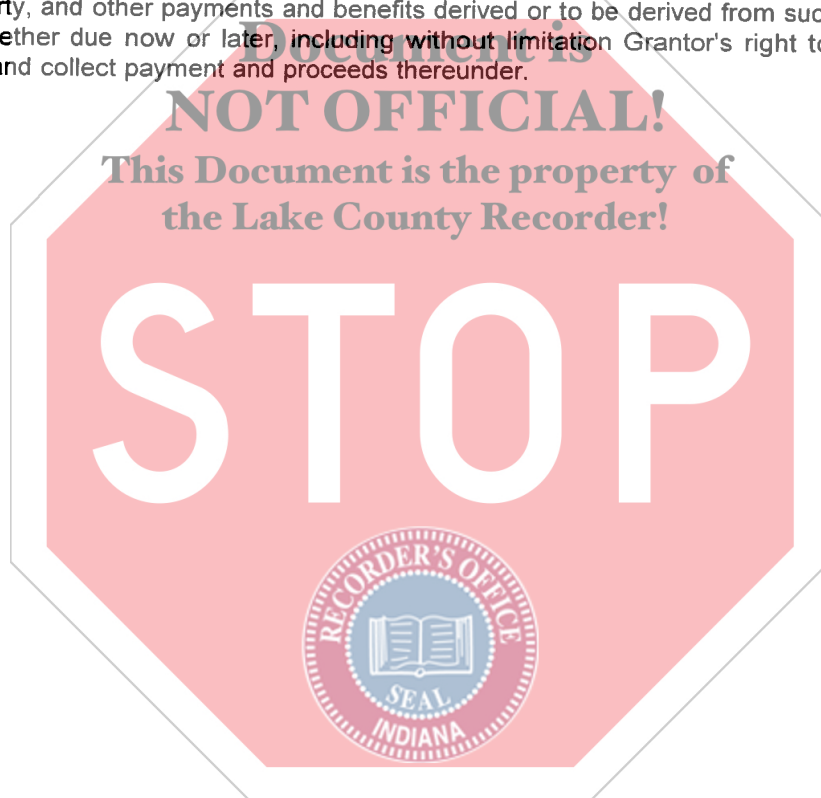 rty, and other payments and benefits derived or to be derived from suc
ether due now or later, including without limitation Grantor's right to
and collect payment and proceeds thereunder.
Document is
NOT OFFICIAL!
This Document is the property of
the Lake County Recorder!
STOP
RECORDER'S OFFICE
SEAL
INDIANA